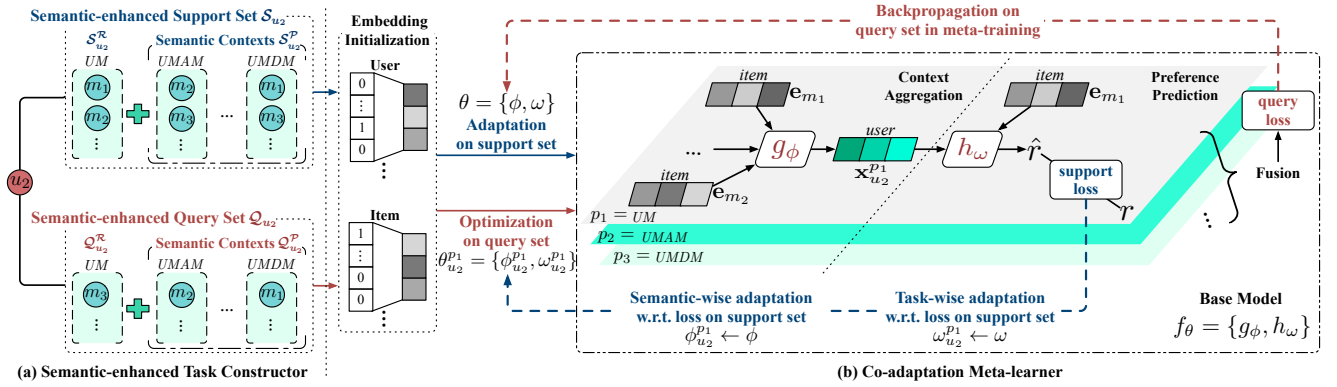 Semantic-enhanced Support Set 𝒮_{u_2}
𝒮^ℛ_{u_2}
Semantic Contexts 𝒮^𝒫_{u_2}
UM
UMAM
UMDM
m_1
m_2
⋮
m_2
m_3
⋮
...
m_1
m_3
⋮
u_2
Semantic-enhanced Query Set 𝒬_{u_2}
𝒬^ℛ_{u_2}
Semantic Contexts 𝒬^𝒫_{u_2}
UM
UMAM
UMDM
m_3
⋮
m_2
⋮
...
m_1
⋮
(a) Semantic-enhanced Task Constructor
Embedding
Initialization
User
0
⋮
1
0
⋮
Item
1
⋮
0
0
⋮
θ = {ϕ, ω}
Adaptation
on support set
Optimization
on query set
θ^{p_1}_{u_2} = {ϕ^{p_1}_{u_2}, ω^{p_1}_{u_2}}
Backpropagation on
query set in meta-training
item
e_{m_1}
Context
Aggregation
item
e_{m_1}
Preference
Prediction
...
g_ϕ
user
x^{p_1}_{u_2}
h_ω
r̂
item
e_{m_2}
support
loss
r
query
loss
Fusion
⋮
p_1 = UM
p_2 = UMAM
p_3 = UMDM
Semantic-wise adaptation
w.r.t. loss on support set
ϕ^{p_1}_{u_2} ← ϕ
Task-wise adaptation
w.r.t. loss on support set
ω^{p_1}_{u_2} ← ω
Base Model
f_θ = {g_ϕ, h_ω}
(b) Co-adaptation Meta-learner